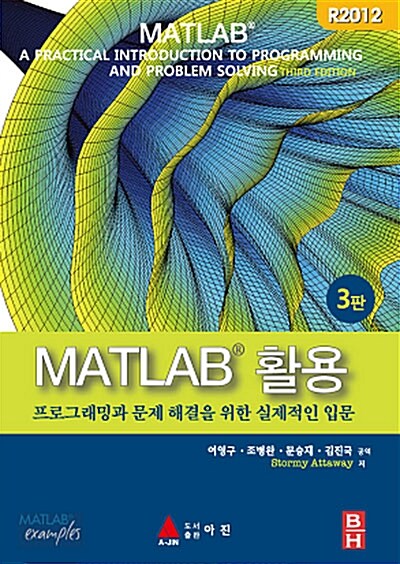 R2012
MATLAB®
A PRACTICAL INTRODUCTION TO PROGRAMMING
AND PROBLEM SOLVING THIRD EDITION
3판
MATLAB® 활용
프로그래밍과 문제 해결을 위한 실제적인 입문
어영구 · 조병완 · 문승재 · 김진국 공역
Stormy Attaway 저
MATLAB®
examples
A-JIN
도서
출판
아진
B
H